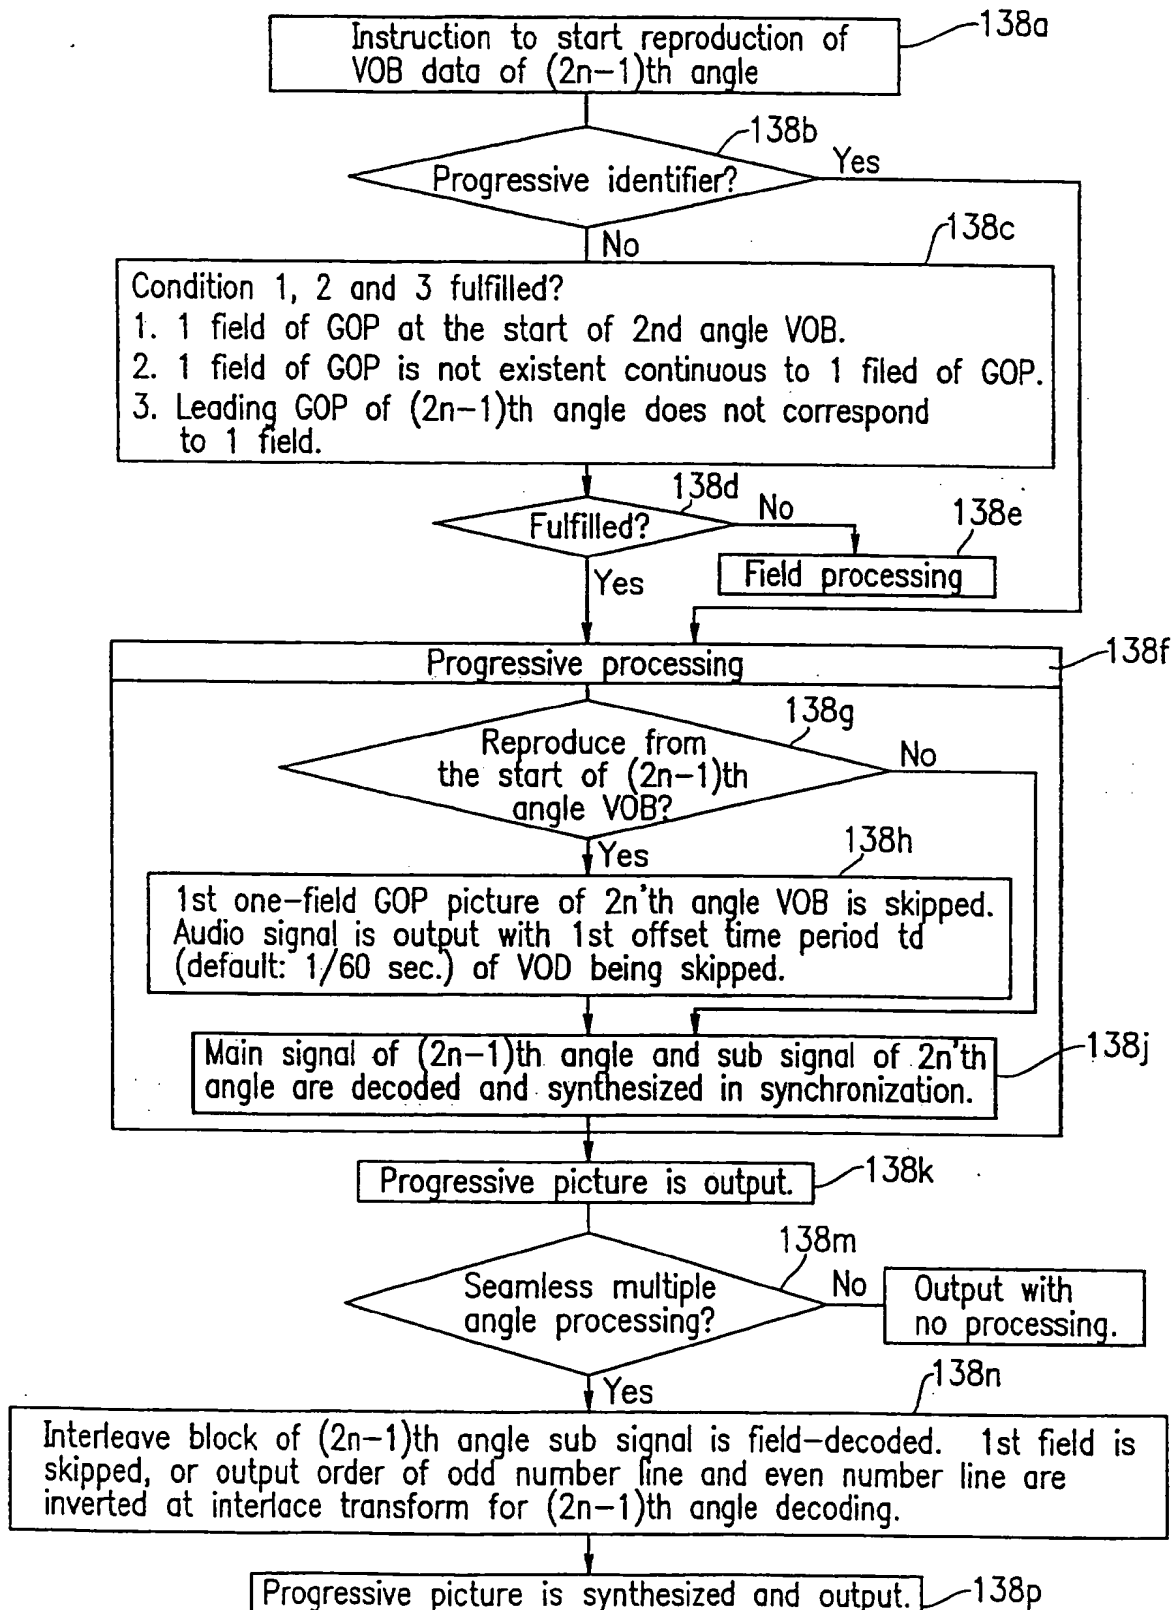 Instruction to start reproduction of
VOB data of (2n-1)th angle
138a
138b
Progressive identifier?
Yes
No
138c
Condition 1, 2 and 3 fulfilled?
1. 1 field of GOP at the start of 2nd angle VOB.
2. 1 field of GOP is not existent continuous to 1 filed of GOP.
3. Leading GOP of (2n-1)th angle does not correspond
to 1 field.
138d
Fulfilled?
No
138e
Field processing
Yes
Progressive processing
138f
138g
Reproduce from
the start of (2n-1)th
angle VOB?
No
Yes
138h
1st one-field GOP picture of 2n'th angle VOB is skipped.
Audio signal is output with 1st offset time period td
(default: 1/60 sec.) of VOD being skipped.
Main signal of (2n-1)th angle and sub signal of 2n'th
angle are decoded and synthesized in synchronization.
138j
Progressive picture is output.
138k
138m
Seamless multiple
angle processing?
No
Output with
no processing.
Yes
138n
Interleave block of (2n-1)th angle sub signal is field-decoded. 1st field is
skipped, or output order of odd number line and even number line are
inverted at interlace transform for (2n-1)th angle decoding.
Progressive picture is synthesized and output.
138p